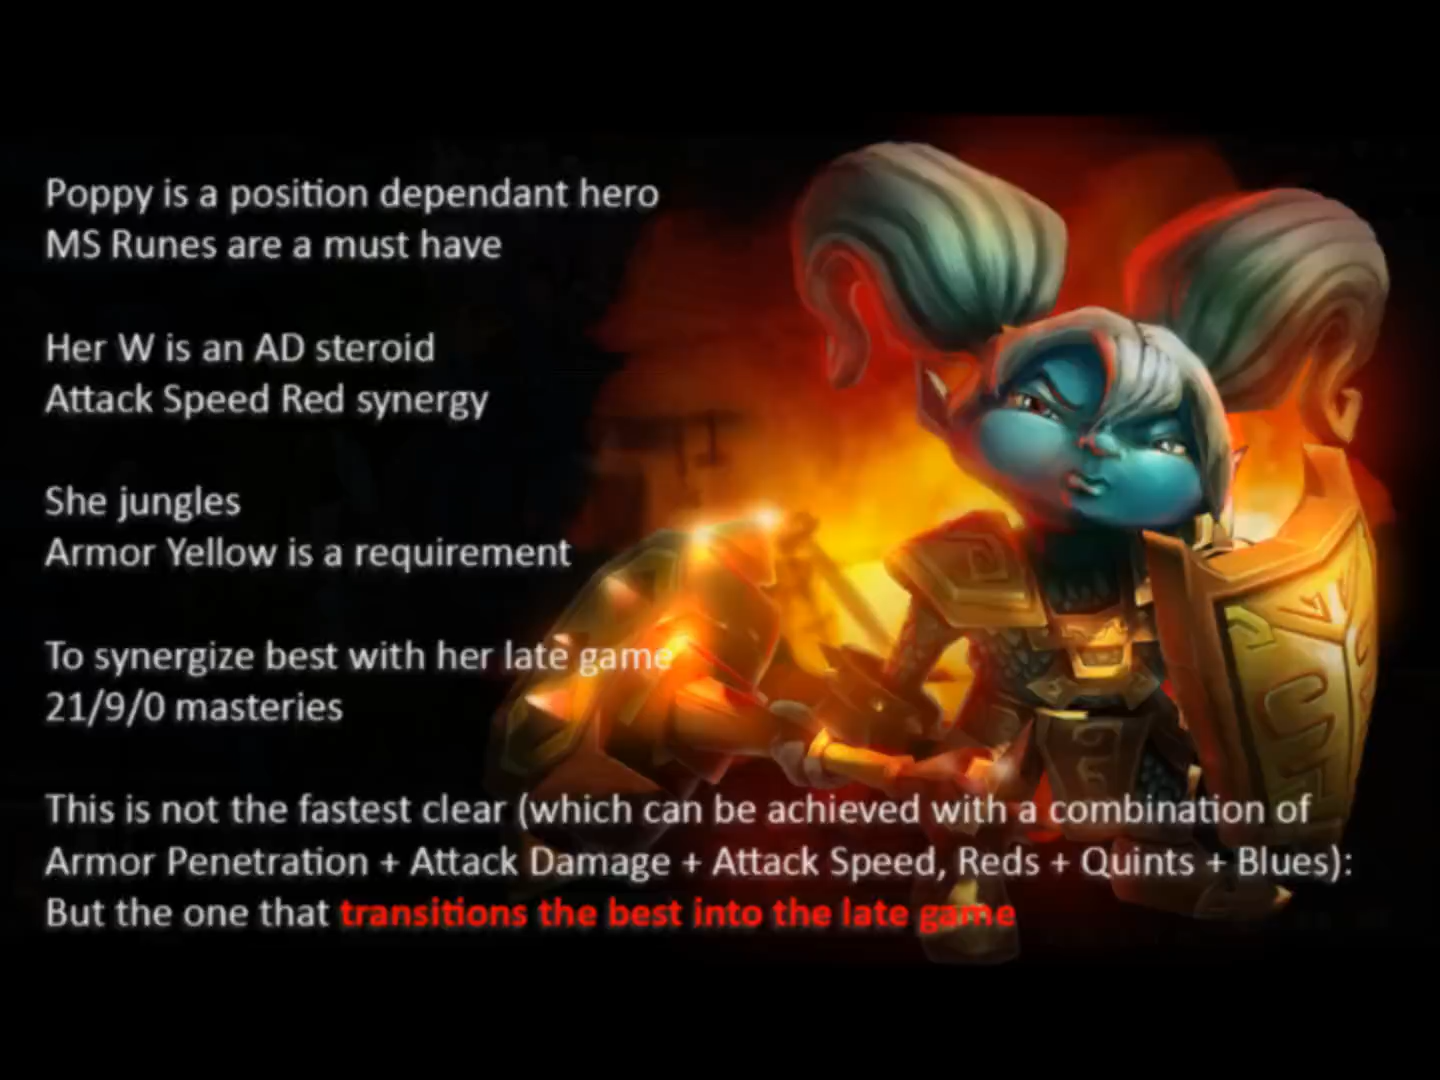 Poppy is a position dependant hero
MS Runes are a must have
Her W is an AD steroid
Attack Speed Red synergy
She jungles
Armor Yellow is a requirement
To synergize best with her late game
21/9/0 masteries
This is not the fastest clear (which can be achieved with a combination of
Armor Penetration + Attack Damage + Attack Speed, Reds + Quints + Blues):
But the one that transitions the best into the late game